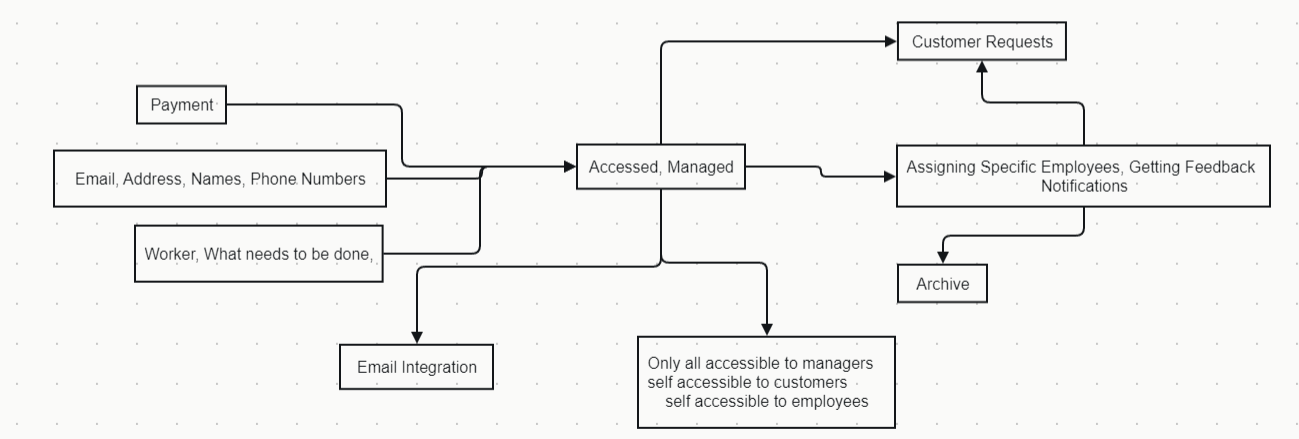 Customer Requests
Payment
Accessed, Managed
Assigning Specific Employees, Getting Feedback
Notifications
Email, Address, Names, Phone Numbers
Worker, What needs to be done,
Archive
Email Integration
Only all accessible to managers
self accessible to customers
self accessible to employees